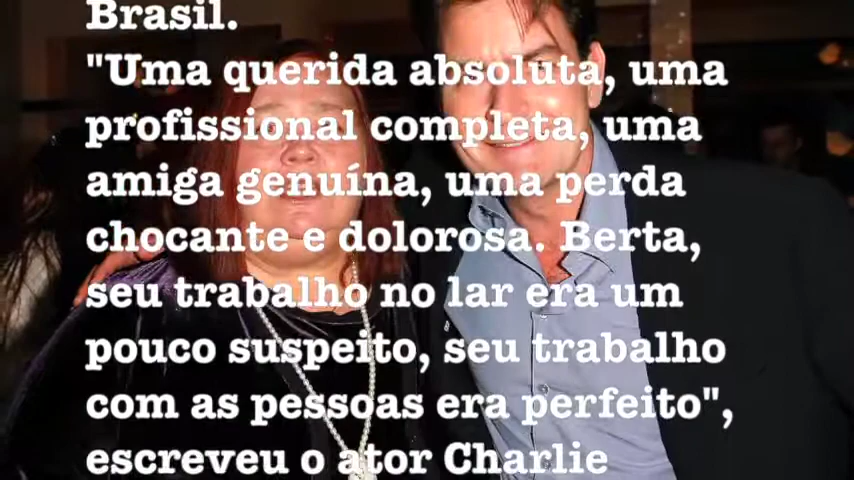 Brasil.
"Uma querida absoluta, uma
profissional completa, uma
amiga genuína, uma perda
chocante e dolorosa. Berta,
seu trabalho no lar era um
pouco suspeito, seu trabalho
com as pessoas era perfeito",
escreveu o ator Charlie